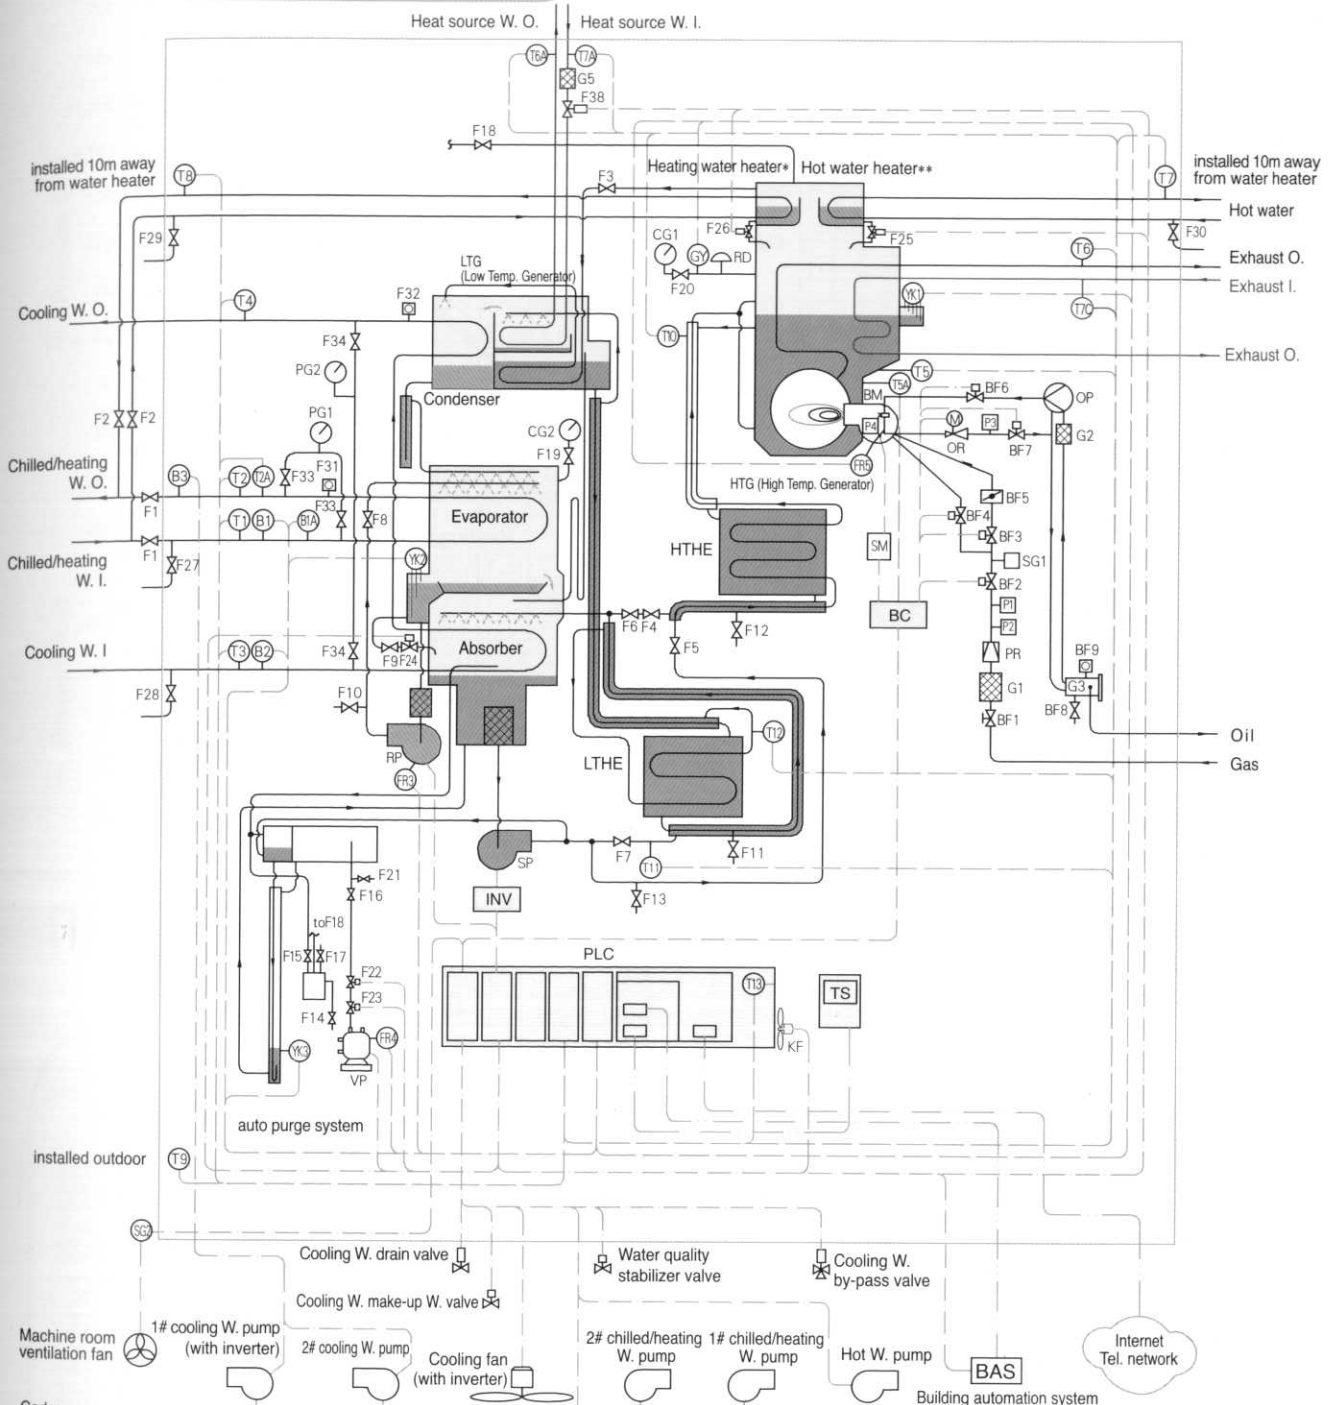 Heat source W. O.
Heat source W. I.
T6A
T7A
G5
F38
F18
installed 10m away
from water heater
T8
F3
Heating water heater*
Hot water heater**
T7
installed 10m away
from water heater
Hot water
F29
F26
F25
F30
CG1
GY
RD
F20
T6
Exhaust O.
LTG
(Low Temp. Generator)
Exhaust I.
YK1
T7C
Cooling W. O.
T4
F32
F34
T10
Exhaust O.
PG2
T5
T5A
BM
BF6
OP
Condenser
F2
F2
PG1
CG2
P4
M
P3
G2
OR
BF7
F19
FR5
Chilled/heating
W. O.
B3
T2
T2A
F33
F31
HTG (High Temp. Generator)
F1
F33
F8
Evaporator
BF5
T1
B1
B1A
BF4
BF3
F1
HTHE
SM
Chilled/heating
W. I.
F27
YK2
SG1
BF2
P1
P2
BC
F6
F4
F12
F5
Cooling W. I
T3
B2
F34
F9
F24
Absorber
PR
BF9
G1
G3
F28
F10
BF8
BF1
RP
T12
Oil
LTHE
Gas
FR3
SP
F7
F11
T11
F21
F16
INV
F13
toF18
F15
F17
PLC
F22
T13
TS
F23
F14
FR4
KF
YK3
VP
auto purge system
installed outdoor
T9
SG2
Cooling W. drain valve
Water quality
stabilizer valve
Cooling W.
by-pass valve
Cooling W. make-up W. valve
Machine room
ventilation fan
1# cooling W. pump
(with inverter)
2# cooling W. pump
Cooling fan
(with inverter)
2# chilled/heating
W. pump
1# chilled/heating
W. pump
Hot W. pump
BAS
Building automation system
Internet
Tel. network